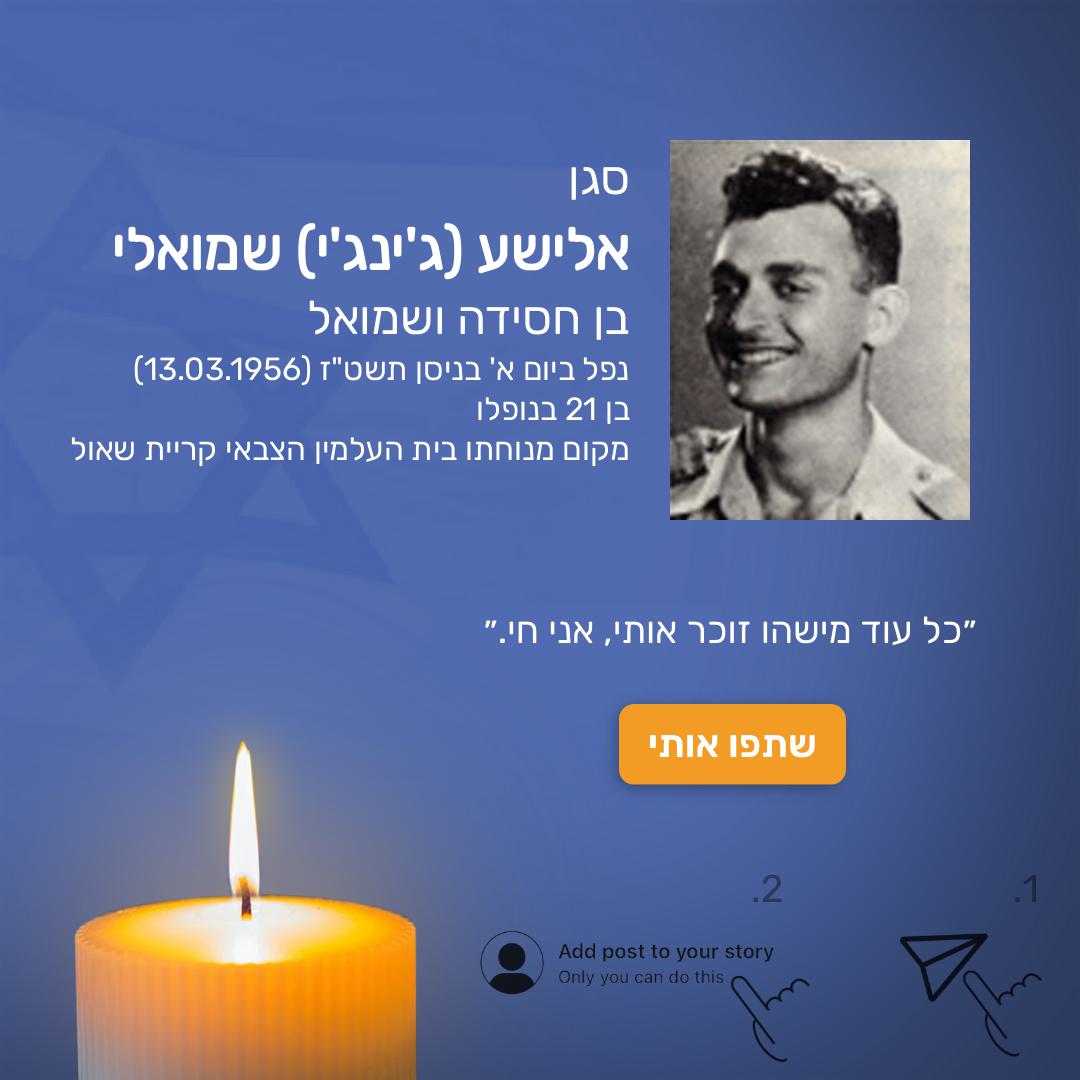 סגן
אלישע (ג'ינג'י) שמואלי
בן חסידה ושמואל
נפל ביום א' בניסן תשט"ז (13.03.1956)
בן 21 בנופלו
מקום מנוחתו בית העלמין הצבאי קריית שאול
״כל עוד מישהו זוכר אותי, אני חי.״
שתפו אותי
1.
2.
Add post to your story
Only you can do this